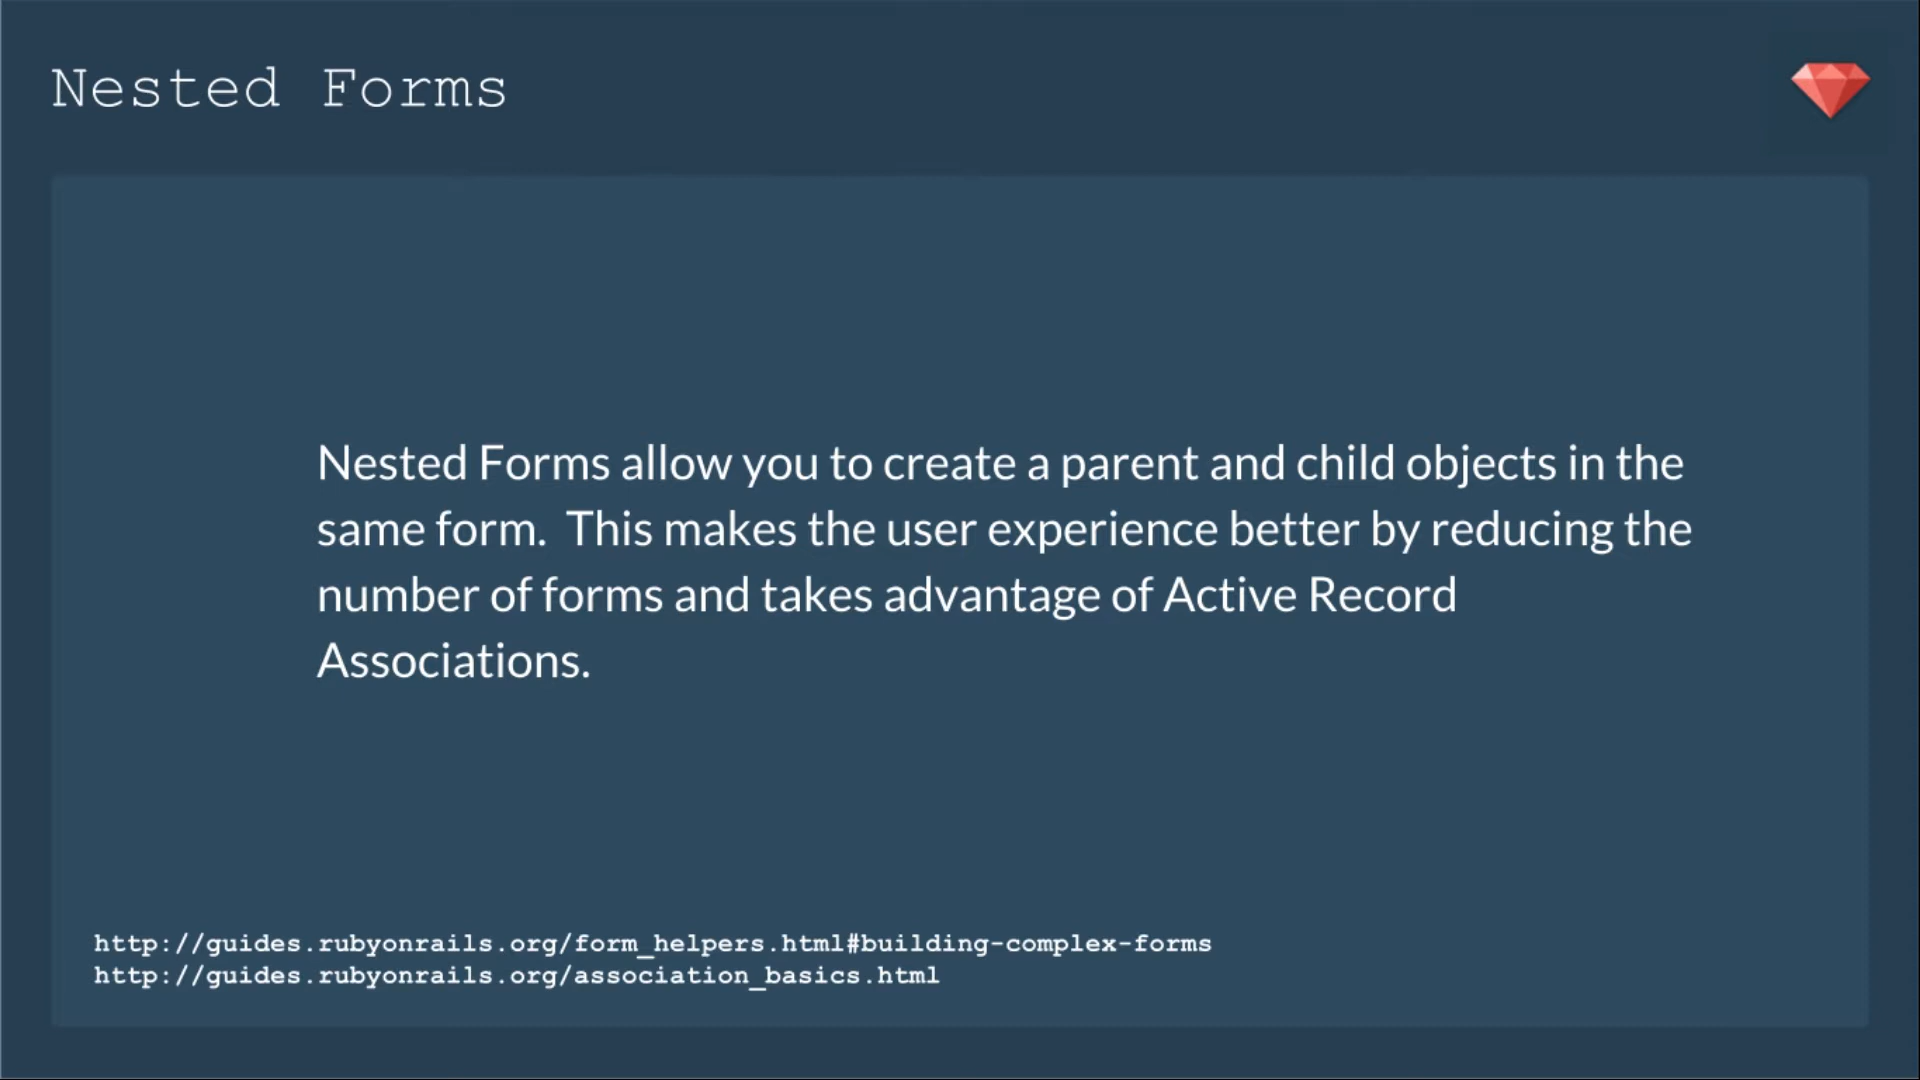 Nested Forms
Nested Forms allow you to create a parent and child objects in the
same form.  This makes the user experience better by reducing the
number of forms and takes advantage of Active Record
Associations.
http://guides.rubyonrails.org/form_helpers.html#building-complex-forms
http://guides.rubyonrails.org/association_basics.html